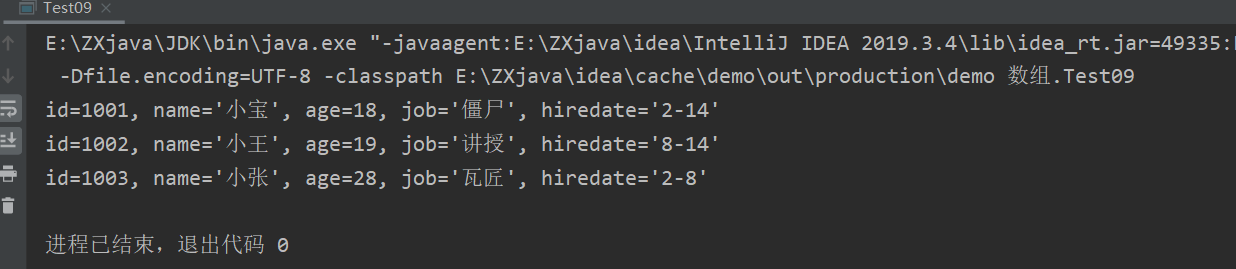 Test09
E:\ZXjava\JDK\bin\java.exe "-javaagent:E:\ZXjava\idea\IntelliJ IDEA 2019.3.4\lib\idea_rt.jar=49335:
-Dfile.encoding=UTF-8 -classpath E:\ZXjava\idea\cache\demo\out\production\demo 数组.Test09
id=1001, name='小宝', age=18, job='僵尸', hiredate='2-14'
id=1002, name='小王', age=19, job='讲授', hiredate='8-14'
id=1003, name='小张', age=28, job='瓦匠', hiredate='2-8'
进程已结束，退出代码 0